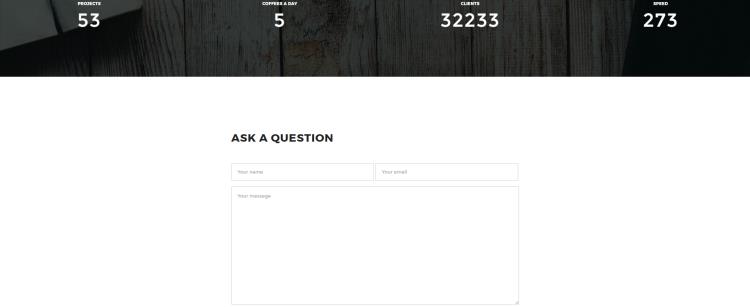 PROJECTS COFFEES A DAY CLIENTS SPEED
53 5 32233 273
ASK A QUESTION
Your name Your email
Your message